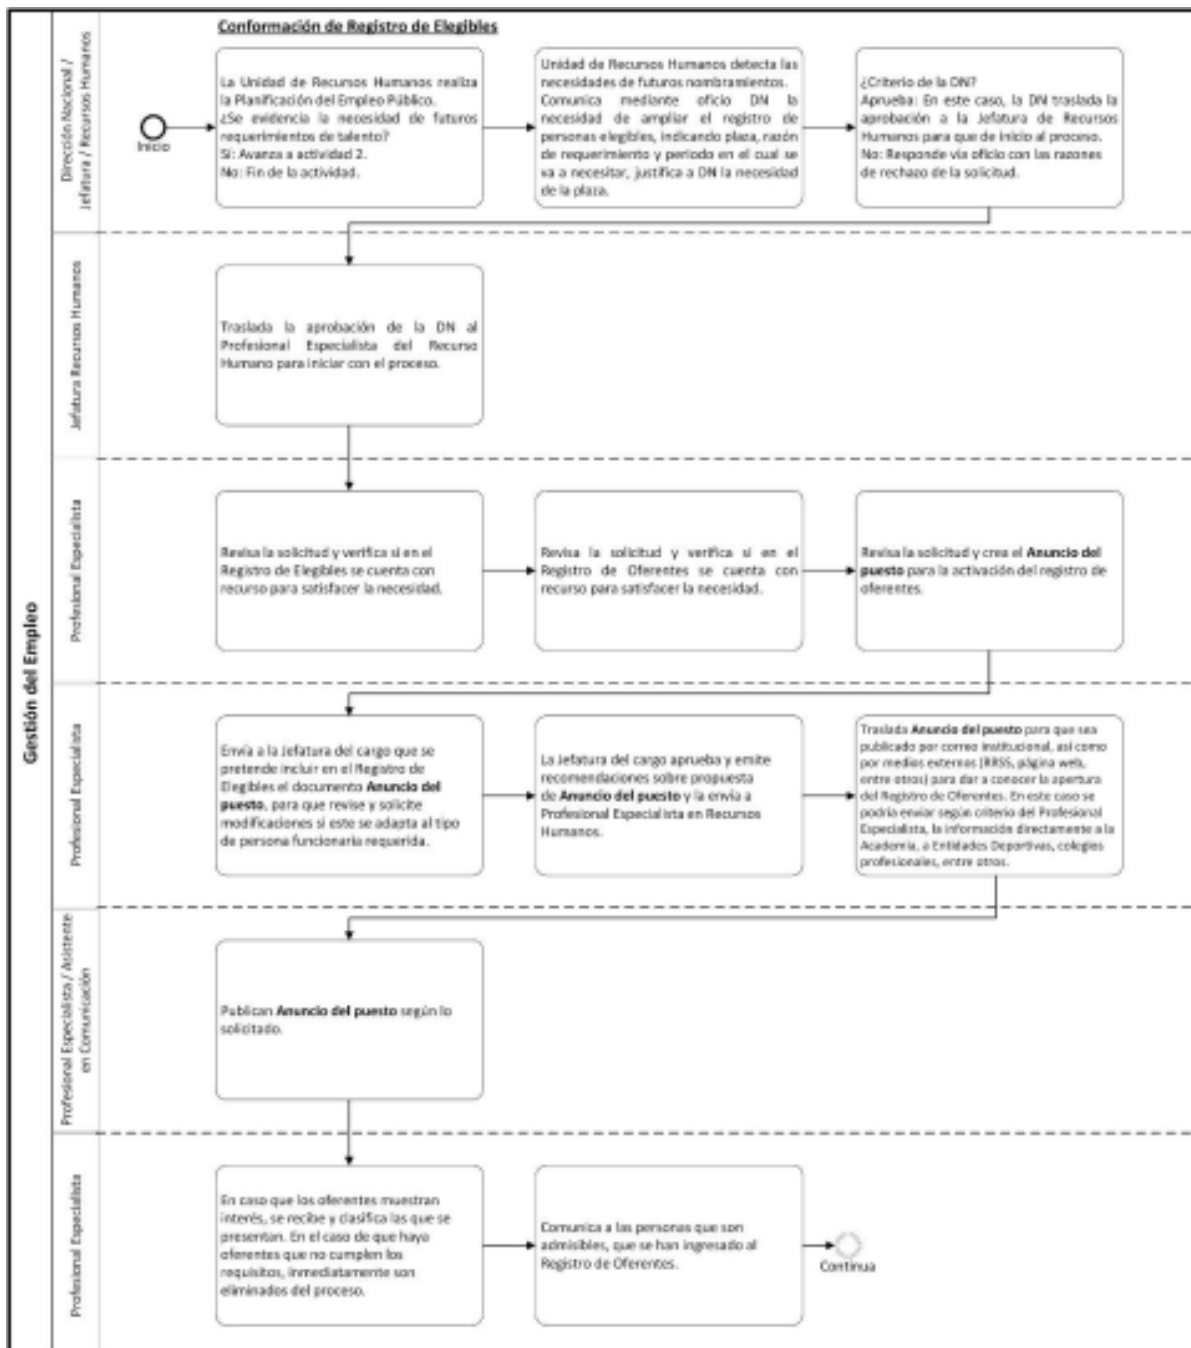 Conformación de Registro de Elegibles
Gestión del Empleo
Dirección Nacional /
Jefatura / Recursos Humanos
Inicio
La Unidad de Recursos Humanos realiza
la Planificación del Empleo Público.
¿Se evidencia la necesidad de futuros
requerimientos de talento?
Si: Avanza a actividad 2.
No: Fin de la actividad.
Unidad de Recursos Humanos detecta las
necesidades de futuros nombramientos.
Comunica mediante oficio DN la
necesidad de ampliar el registro de
personas elegibles, indicando plaza, razón
de requerimiento y periodo en el cual se
va a necesitar, justifica a DN la necesidad
de la plaza.
¿Criterio de la DN?
Aprueba: En este caso, la DN traslada la
aprobación a la Jefatura de Recursos
Humanos para que de inicio al proceso.
No: Responde vía oficio con las razones
de rechazo de la solicitud.
Jefatura Recursos Humanos
Traslada la aprobación de la DN al
Profesional Especialista del Recurso
Humano para iniciar con el proceso.
Profesional Especialista
Revisa la solicitud y verifica si en el
Registro de Elegibles se cuenta con
recurso para satisfacer la necesidad.
Revisa la solicitud y verifica si en el
Registro de Oferentes se cuenta con
recurso para satisfacer la necesidad.
Revisa la solicitud y crea el Anuncio del
puesto para la activación del registro de
oferentes.
Profesional Especialista
Envía a la Jefatura del cargo que se
pretende incluir en el Registro de
Elegibles el documento Anuncio del
puesto, para que revise y solicite
modificaciones si este se adapta al tipo
de persona funcionaria requerida.
La Jefatura del cargo aprueba y emite
recomendaciones sobre propuesta
de Anuncio del puesto y la envía a
Profesional Especialista en Recursos
Humanos.
Traslada Anuncio del puesto para que sea
publicado por correo institucional, así como
por medios externos (RRSS, página web,
entre otros) para dar a conocer la apertura
del Registro de Oferentes. En este caso se
podría enviar según criterio del Profesional
Especialista, la información directamente a la
Academia, a Entidades Deportivas, colegios
profesionales, entre otros.
Profesional Especialista / Asistente
en Comunicación
Publican Anuncio del puesto según lo
solicitado.
Profesional Especialista
En caso que los oferentes muestran
interés, se recibe y clasifica las que se
presentan. En el caso de que haya
oferentes que no cumplen los
requisitos, inmediatamente son
eliminados del proceso.
Comunica a las personas que son
admisibles, que se han ingresado al
Registro de Oferentes.
Continua